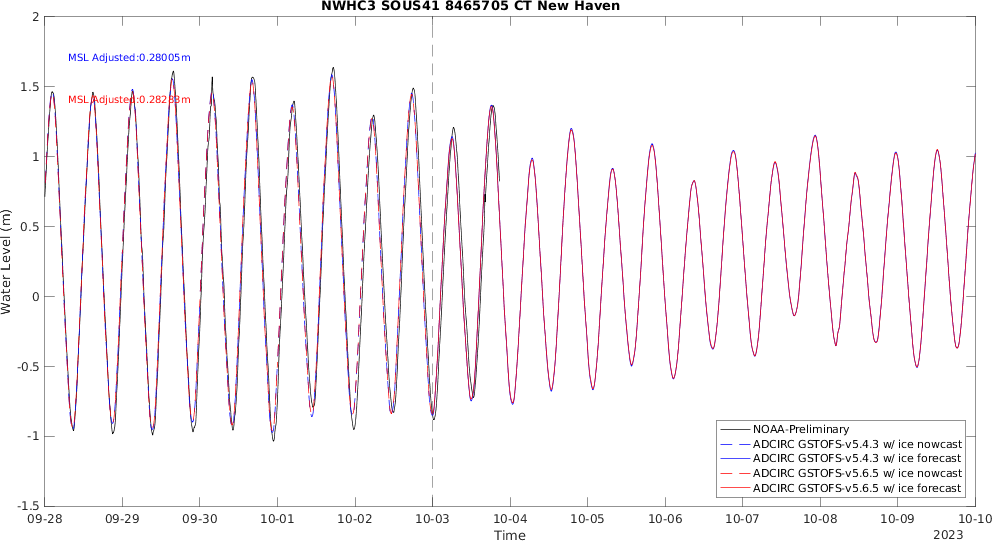 NWHC3 SOUS41 8465705 CT New Haven
MSL Adjusted:0.28005m
MSL Adjusted:0.28233m
Water Level (m)
2
1.5
1
0.5
0
-0.5
-1
-1.5
NOAA-Preliminary
ADCIRC GSTOFS-v5.4.3 w/ ice nowcast
ADCIRC GSTOFS-v5.4.3 w/ ice forecast
ADCIRC GSTOFS-v5.6.5 w/ ice nowcast
ADCIRC GSTOFS-v5.6.5 w/ ice forecast
09-28 09-29 09-30 10-01 10-02 10-03 10-04 10-05 10-06 10-07 10-08 10-09 10-10
Time
2023